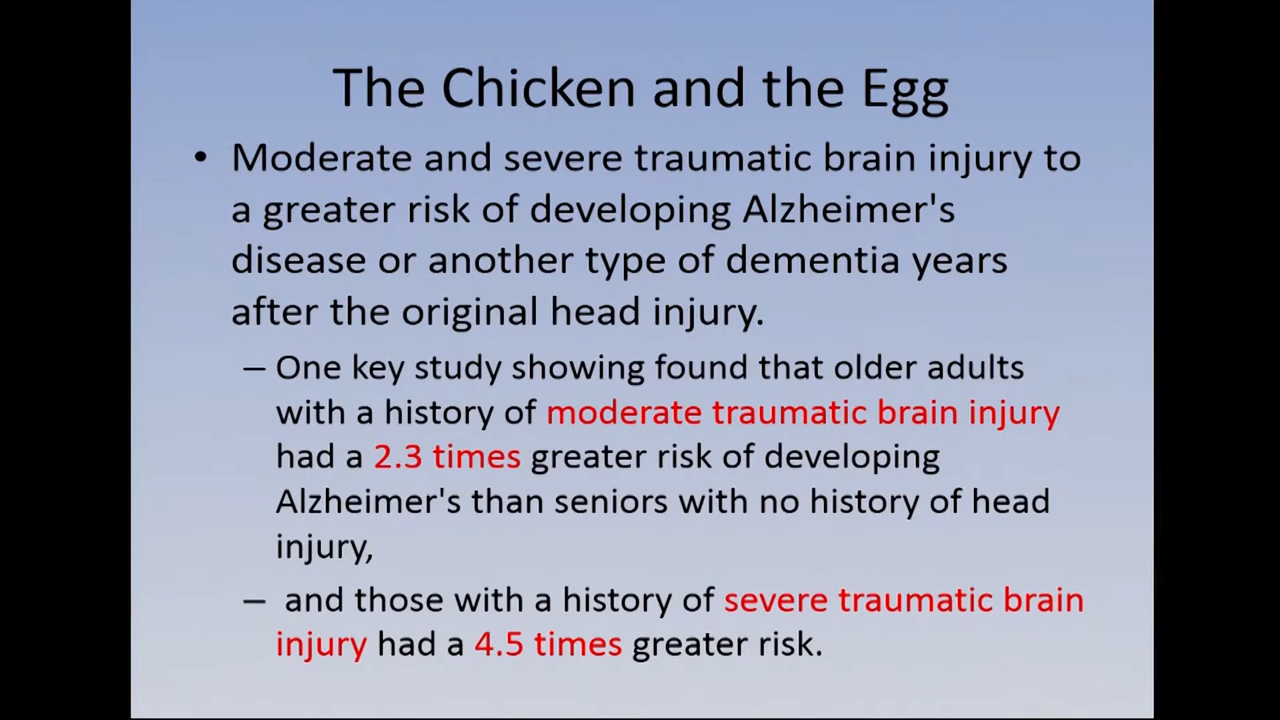 The Chicken and the Egg
• Moderate and severe traumatic brain injury to
a greater risk of developing Alzheimer's
disease or another type of dementia years
after the original head injury.
– One key study showing found that older adults
with a history of moderate traumatic brain injury
had a 2.3 times greater risk of developing
Alzheimer's than seniors with no history of head
injury,
– and those with a history of severe traumatic brain
injury had a 4.5 times greater risk.